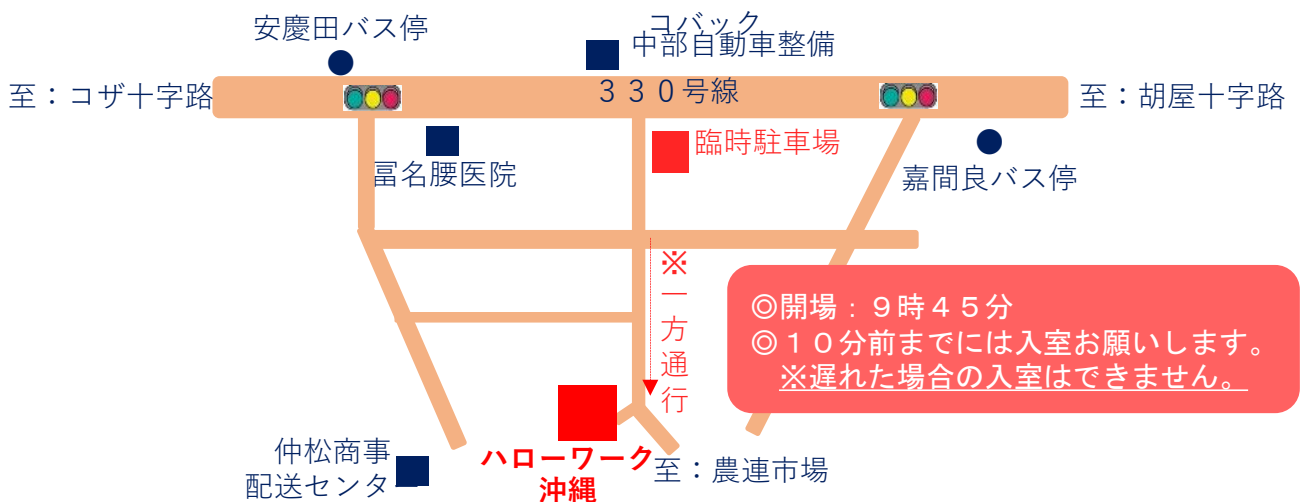 コバック
安慶田バス停
中部自動車整備
至：コザ十字路
３３０号線
至：胡屋十字路
臨時駐車場
冨名腰医院
嘉間良バス停
※一方通行
◎開場：９時４５分
◎１０分前までには入室お願いします。
※遅れた場合の入室はできません。
仲松商事
配送センター
ハローワーク
沖縄
至：農連市場